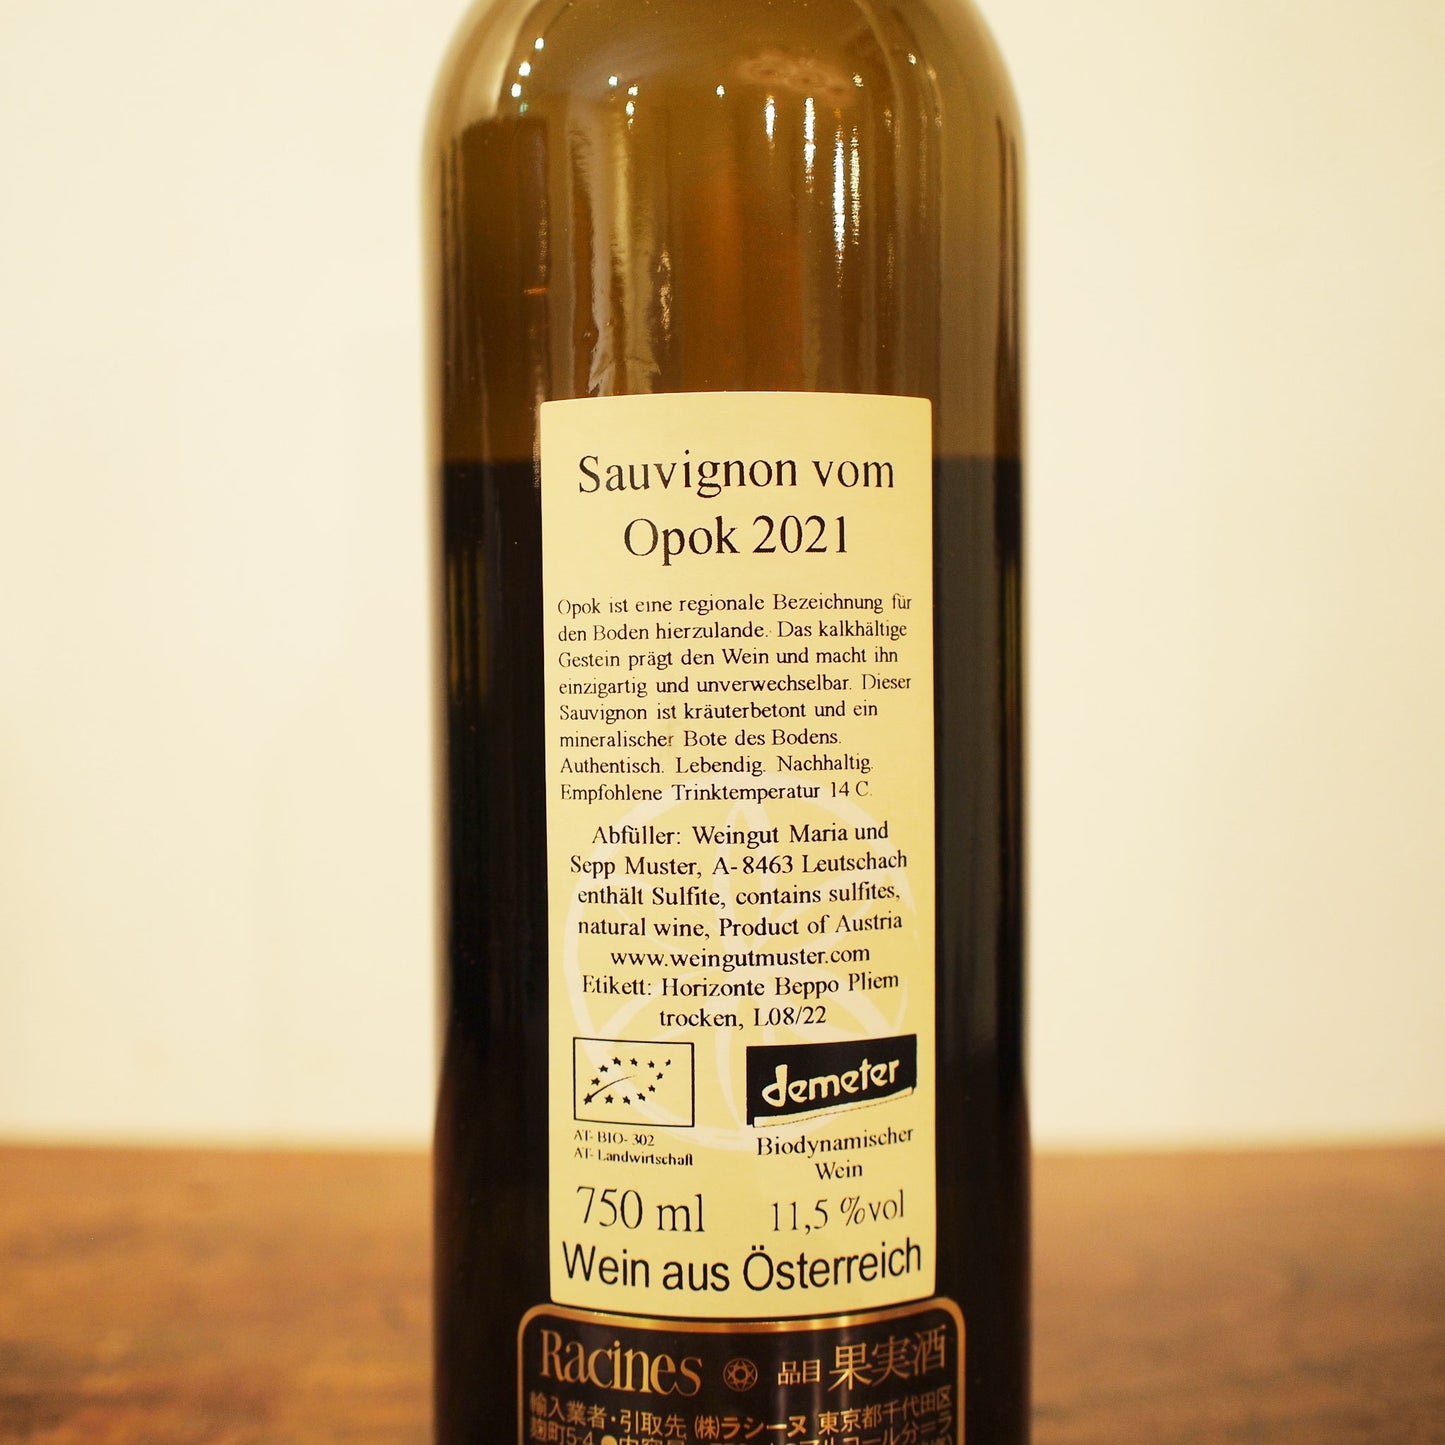 Sauvignon vom
Opok 2021
Opok ist eine regionale Bezeichnung für
den Boden hierzulande. Das kalkhältige
Gestein prägt den Wein und macht ihn
einzigartig und unverwechselbar. Dieser
Sauvignon ist kräuterbetont und ein
mineralischer Bote des Bodens.
Authentisch. Lebendig. Nachhaltig.
Empfohlene Trinktemperatur 14 C.
Abfüller: Weingut Maria und
Sepp Muster, A-8463 Leutschach
enthält Sulfite, contains sulfites,
natural wine, Product of Austria
www.weingutmuster.com
Etikett: Horizonte Beppo Pliem
trocken, L08/22
demeter
AT-BIO-302
AT-Landwirtschaft
Biodynamischer
Wein
750 ml
11,5 %vol
Wein aus Österreich
Racines 品目 果実酒
輸入業者・引取先 (株)ラシーヌ 東京都千代田区
麹町5-4